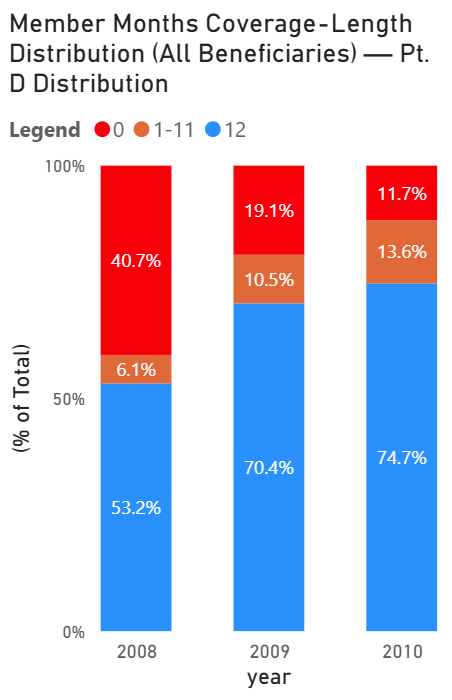 Member Months Coverage-Length
Distribution (All Beneficiaries) — Pt.
D Distribution
Legend 0 1-11 12
100%
50%
0%
(% of Total)
40.7%
6.1%
53.2%
19.1%
10.5%
70.4%
11.7%
13.6%
74.7%
2008 2009 2010
year